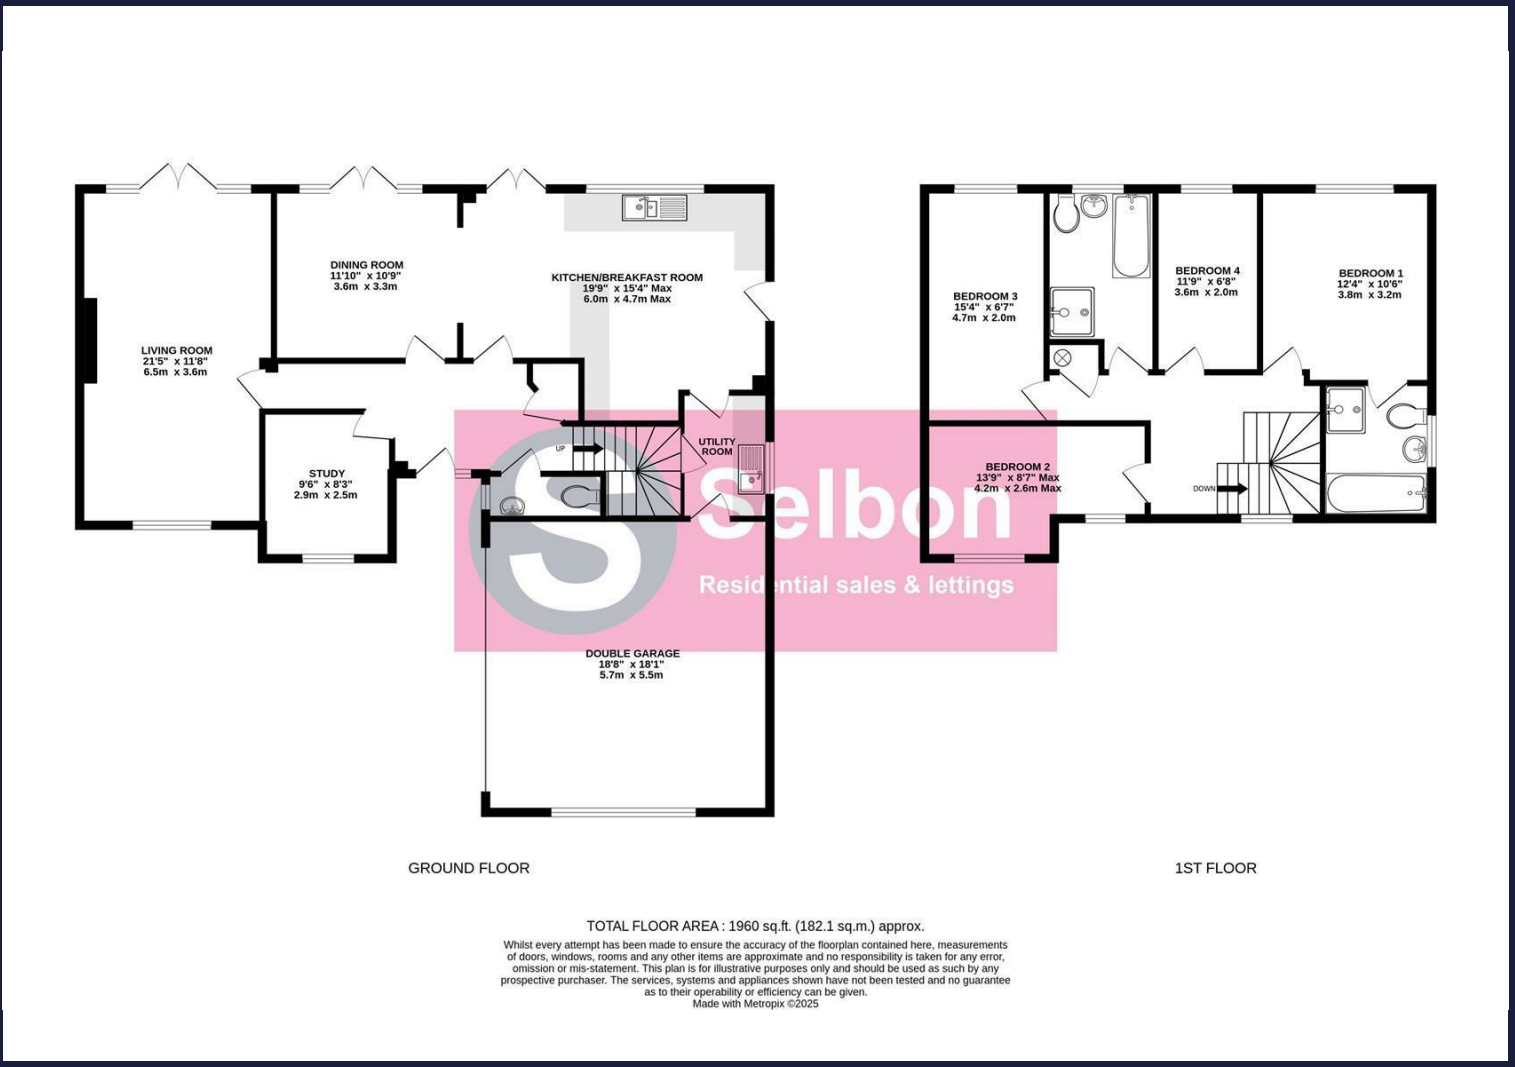 LIVING ROOM
21'5" x 11'8"
6.5m x 3.6m
DINING ROOM
11'10" x 10'9"
3.6m x 3.3m
KITCHEN/BREAKFAST ROOM
19'9" x 15'4" Max
6.0m x 4.7m Max
STUDY
9'6" x 8'3"
2.9m x 2.5m
UP
UTILITY
ROOM
DOUBLE GARAGE
18'8" x 18'1"
5.7m x 5.5m
BEDROOM 3
15'4" x 6'7"
4.7m x 2.0m
BEDROOM 4
11'9" x 6'8"
3.6m x 2.0m
BEDROOM 1
12'4" x 10'6"
3.8m x 3.2m
BEDROOM 2
13'9" x 8'7" Max
4.2m x 2.6m Max
DOWN
S Selbon
Residential sales & lettings
GROUND FLOOR
1ST FLOOR
TOTAL FLOOR AREA : 1960 sq.ft. (182.1 sq.m.) approx.
Whilst every attempt has been made to ensure the accuracy of the floorplan contained here, measurements
of doors, windows, rooms and any other items are approximate and no responsibility is taken for any error,
omission or mis-statement. This plan is for illustrative purposes only and should be used as such by any
prospective purchaser. The services, systems and appliances shown have not been tested and no guarantee
as to their operability or efficiency can be given.
Made with Metropix ©2025